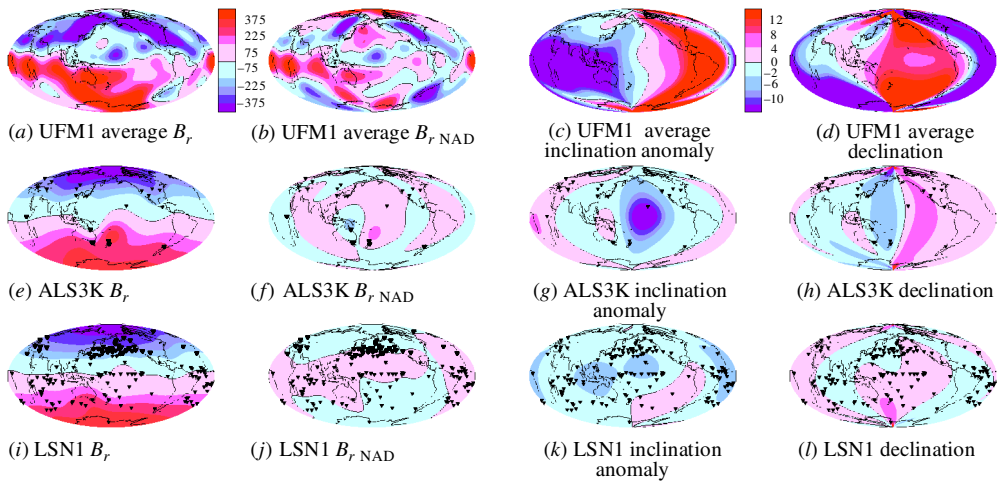 375
225
75
0
−75
−225
−375
12
8
4
0
−2
−6
−10
(a) UFM1 average Br
(b) UFM1 average Br NAD
(c) UFM1 average
inclination anomaly
(d) UFM1 average
declination
(e) ALS3K Br
(f) ALS3K Br NAD
(g) ALS3K inclination
anomaly
(h) ALS3K declination
(i) LSN1 Br
(j) LSN1 Br NAD
(k) LSN1 inclination
anomaly
(l) LSN1 declination